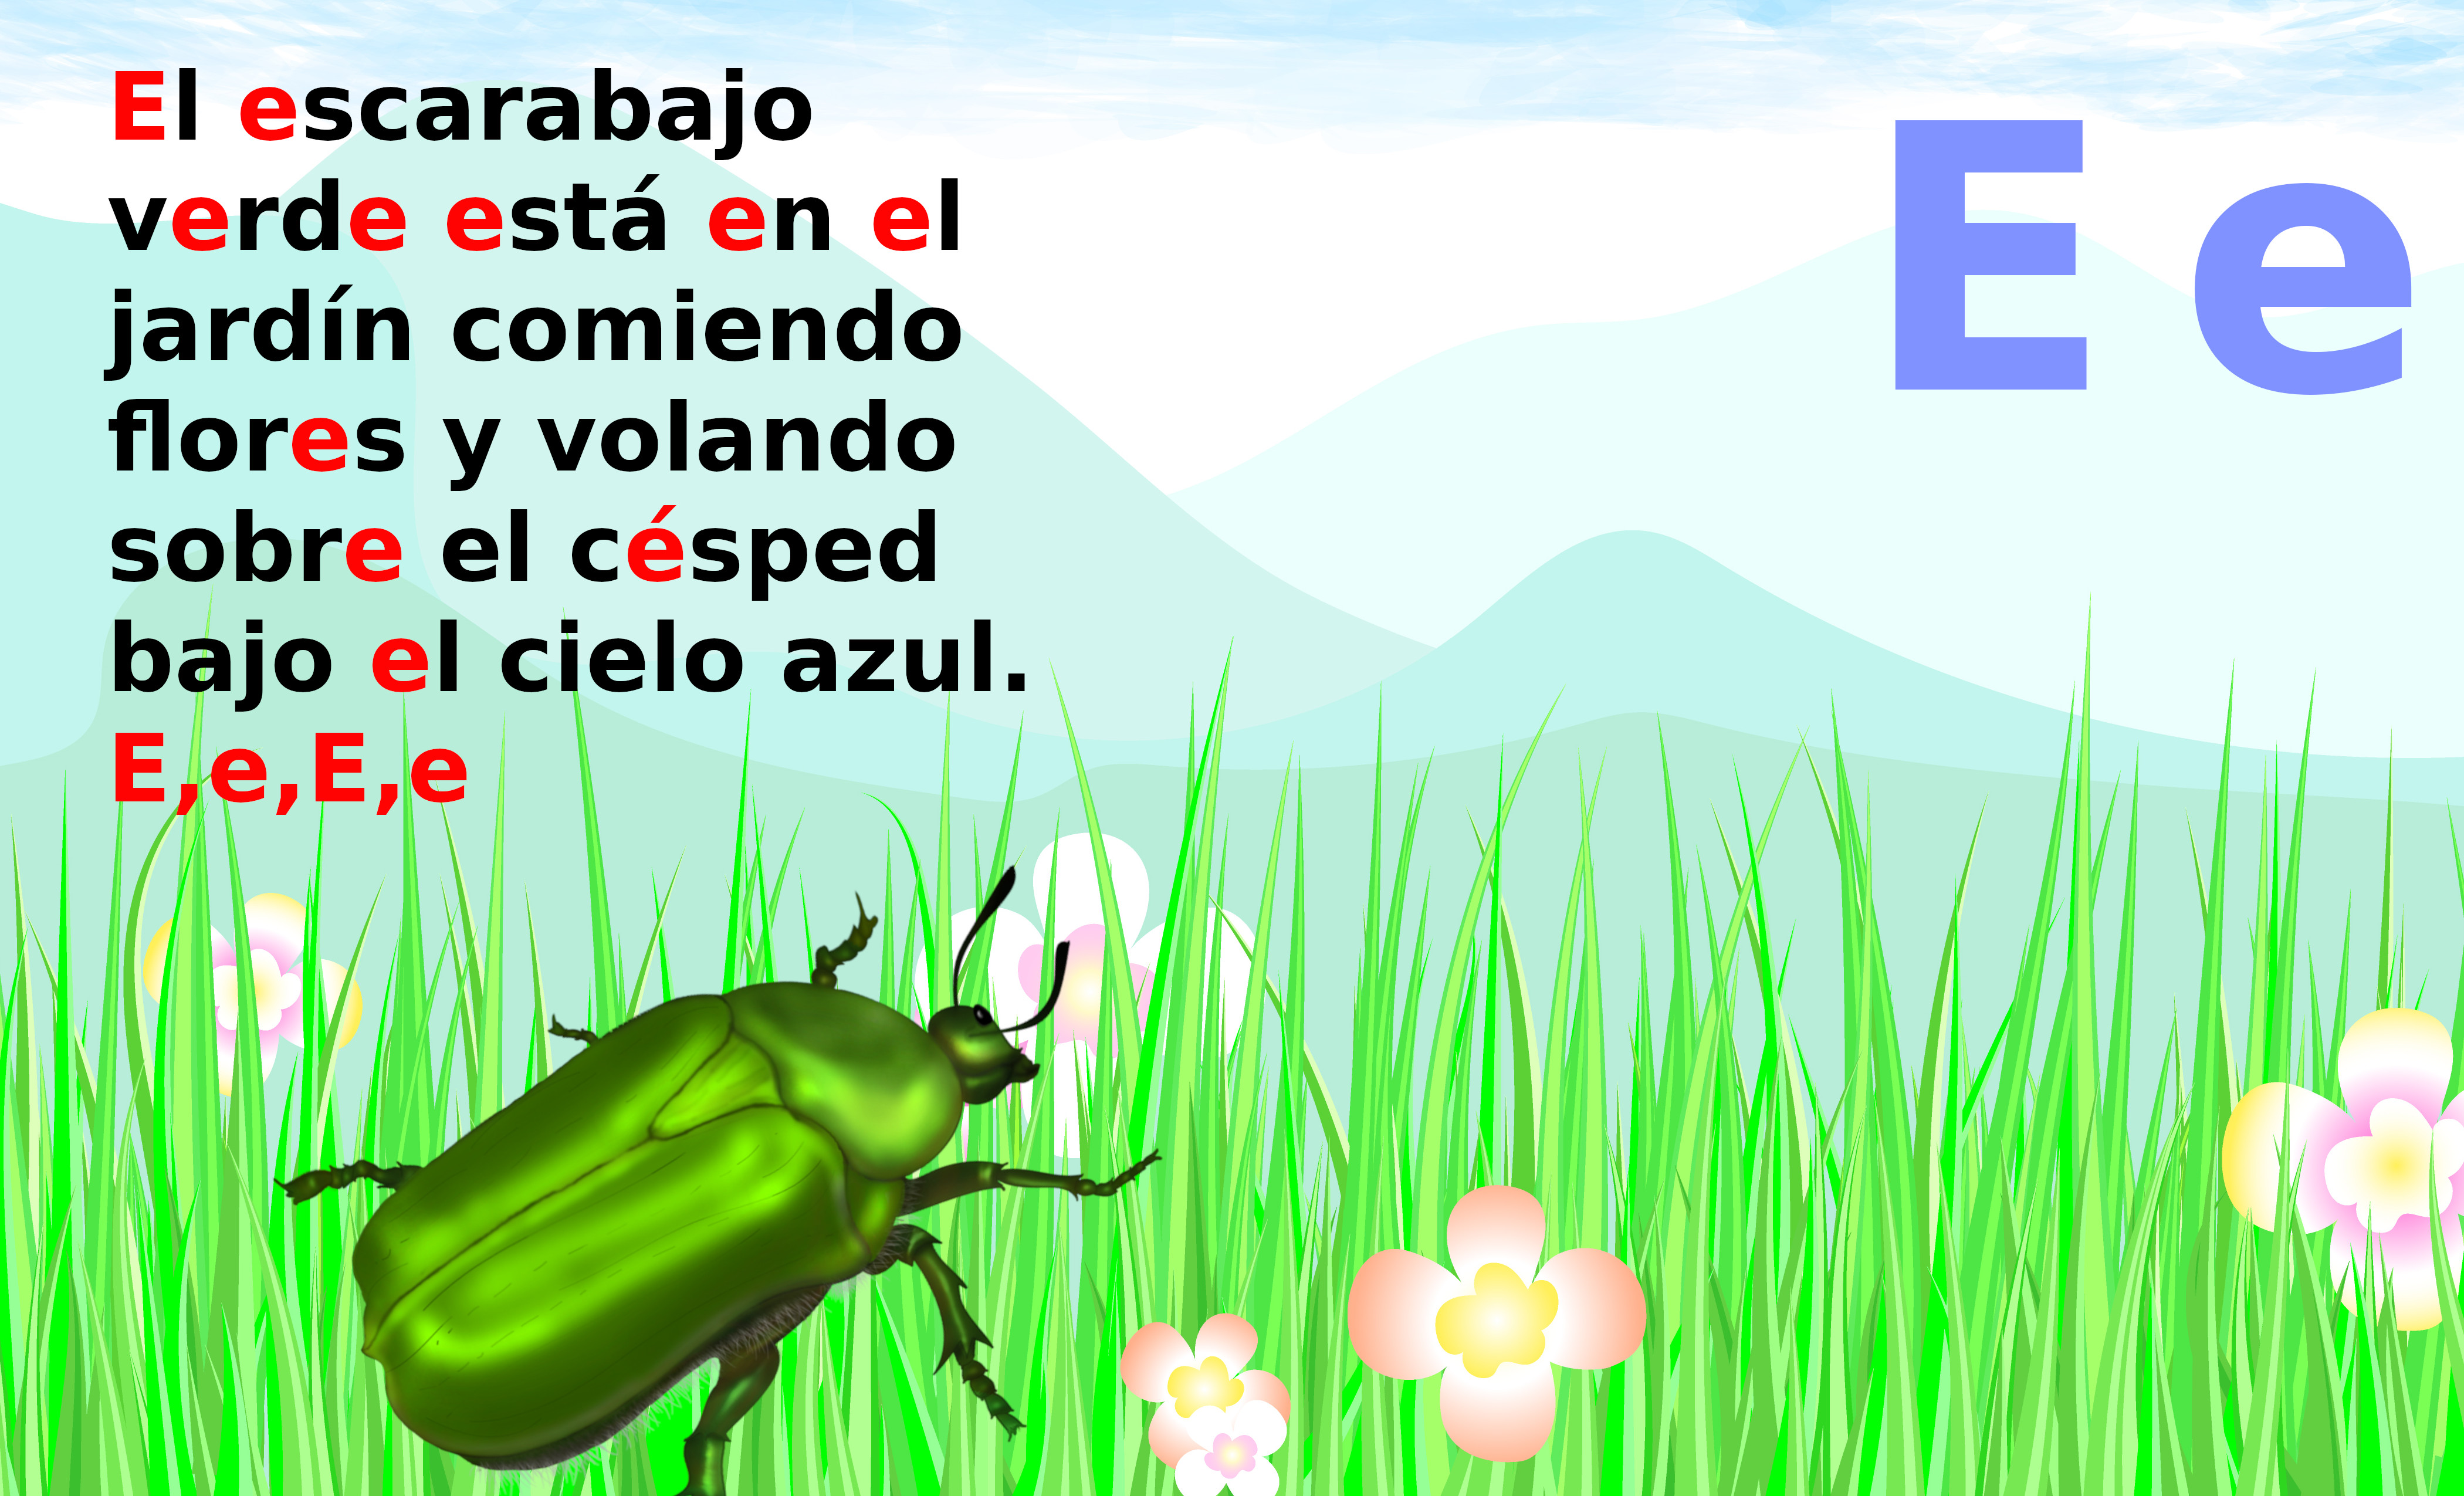 El escarabajo
verde está en el
jardín comiendo
flores y volando
sobre el césped
bajo el cielo azul.
E,e,E,e
E e